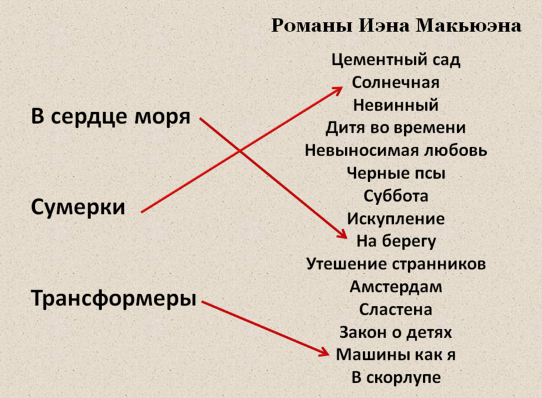 Романы Иэна Макьюэна
Цементный сад
Солнечная
Невинный
Дитя во времени
Невыносимая любовь
Черные псы
Суббота
Искупление
На берегу
Утешение странников
Амстердам
Сластена
Закон о детях
Машины как я
В скорлупе
В сердце моря
Сумерки
Трансформеры